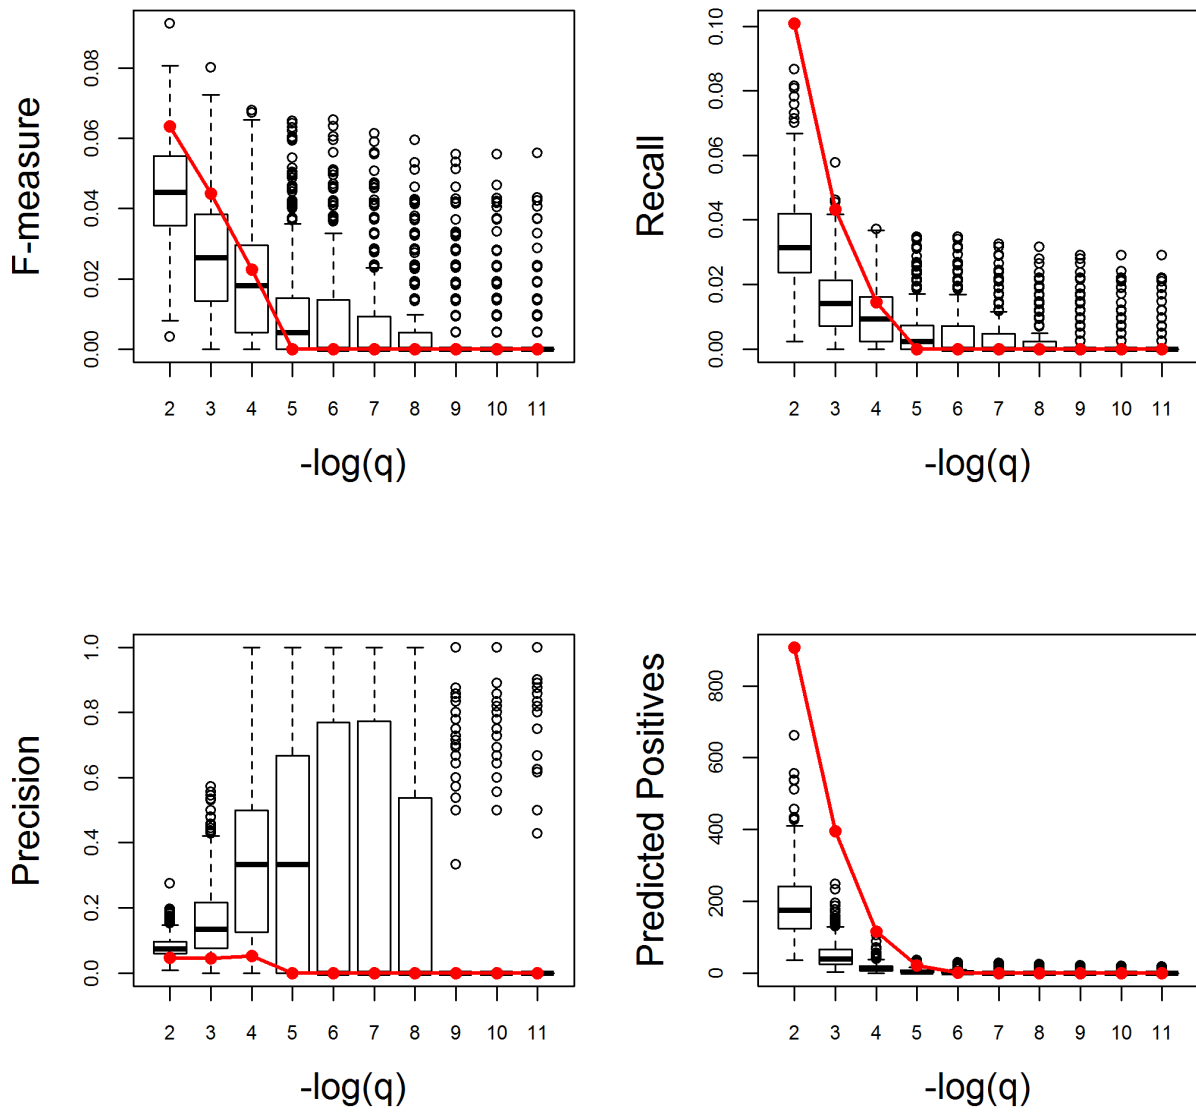 F-measure
0.00 0.02 0.04 0.06 0.08
2 3 4 5 6 7 8 9 10 11
-log(q)
Recall
0.00 0.02 0.04 0.06 0.08 0.10
2 3 4 5 6 7 8 9 10 11
-log(q)
Precision
0.0 0.2 0.4 0.6 0.8 1.0
2 3 4 5 6 7 8 9 10 11
-log(q)
Predicted Positives
0 200 400 600 800
2 3 4 5 6 7 8 9 10 11
-log(q)